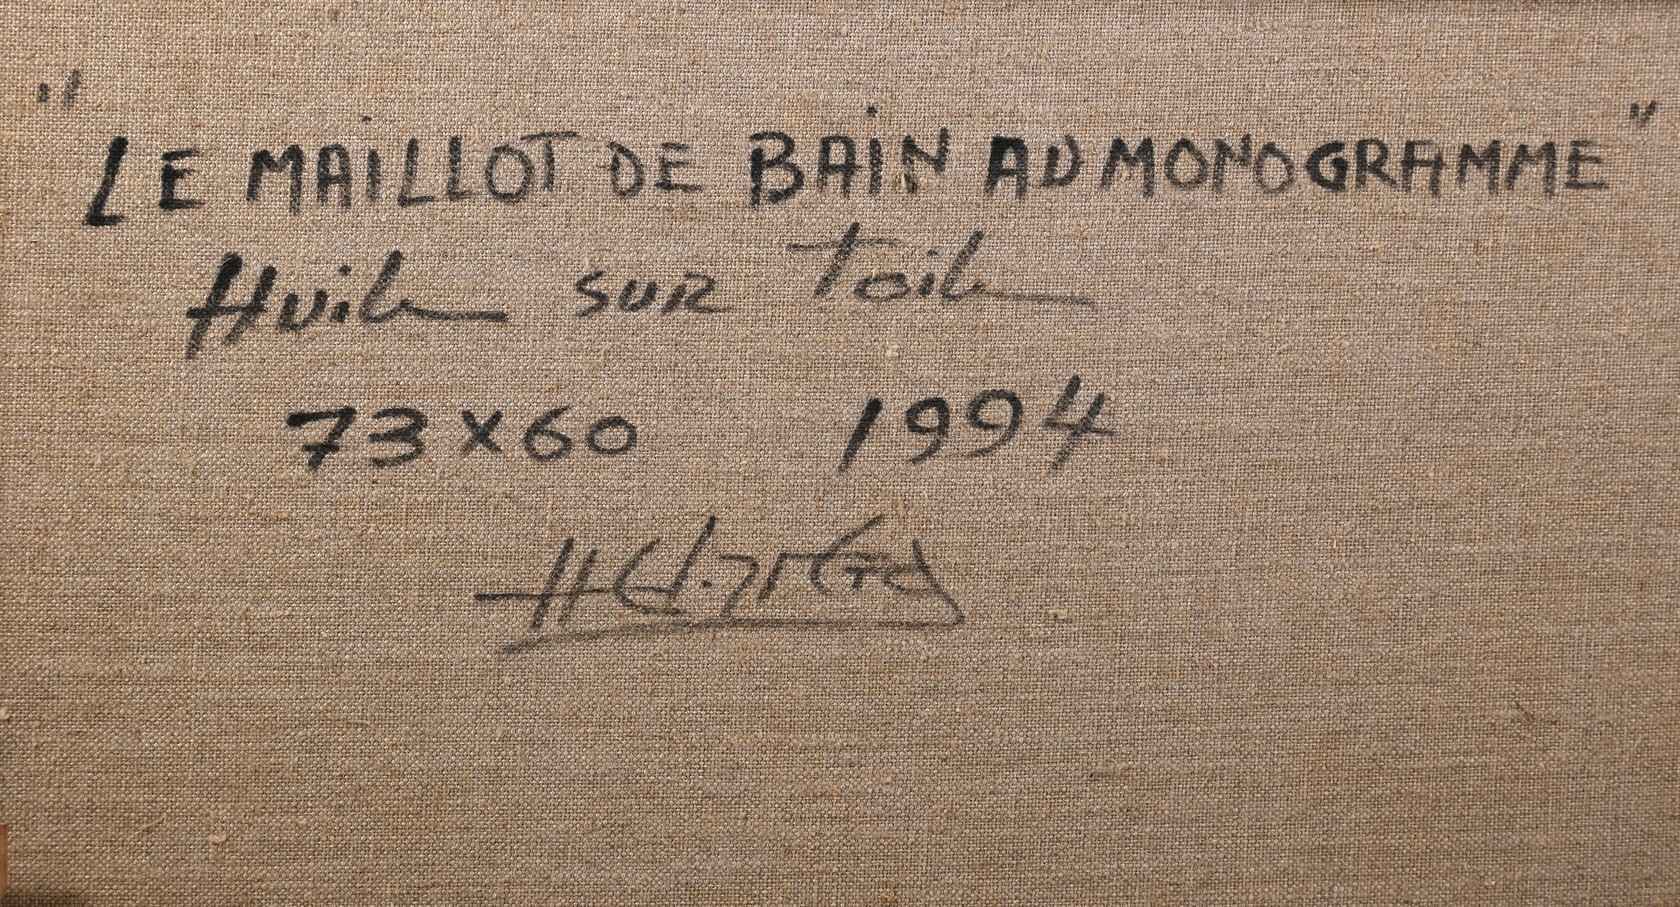 "LE MAILLOT DE BAIN AU MONOGRAMME"
Huile SUR Toile
73x60 1994